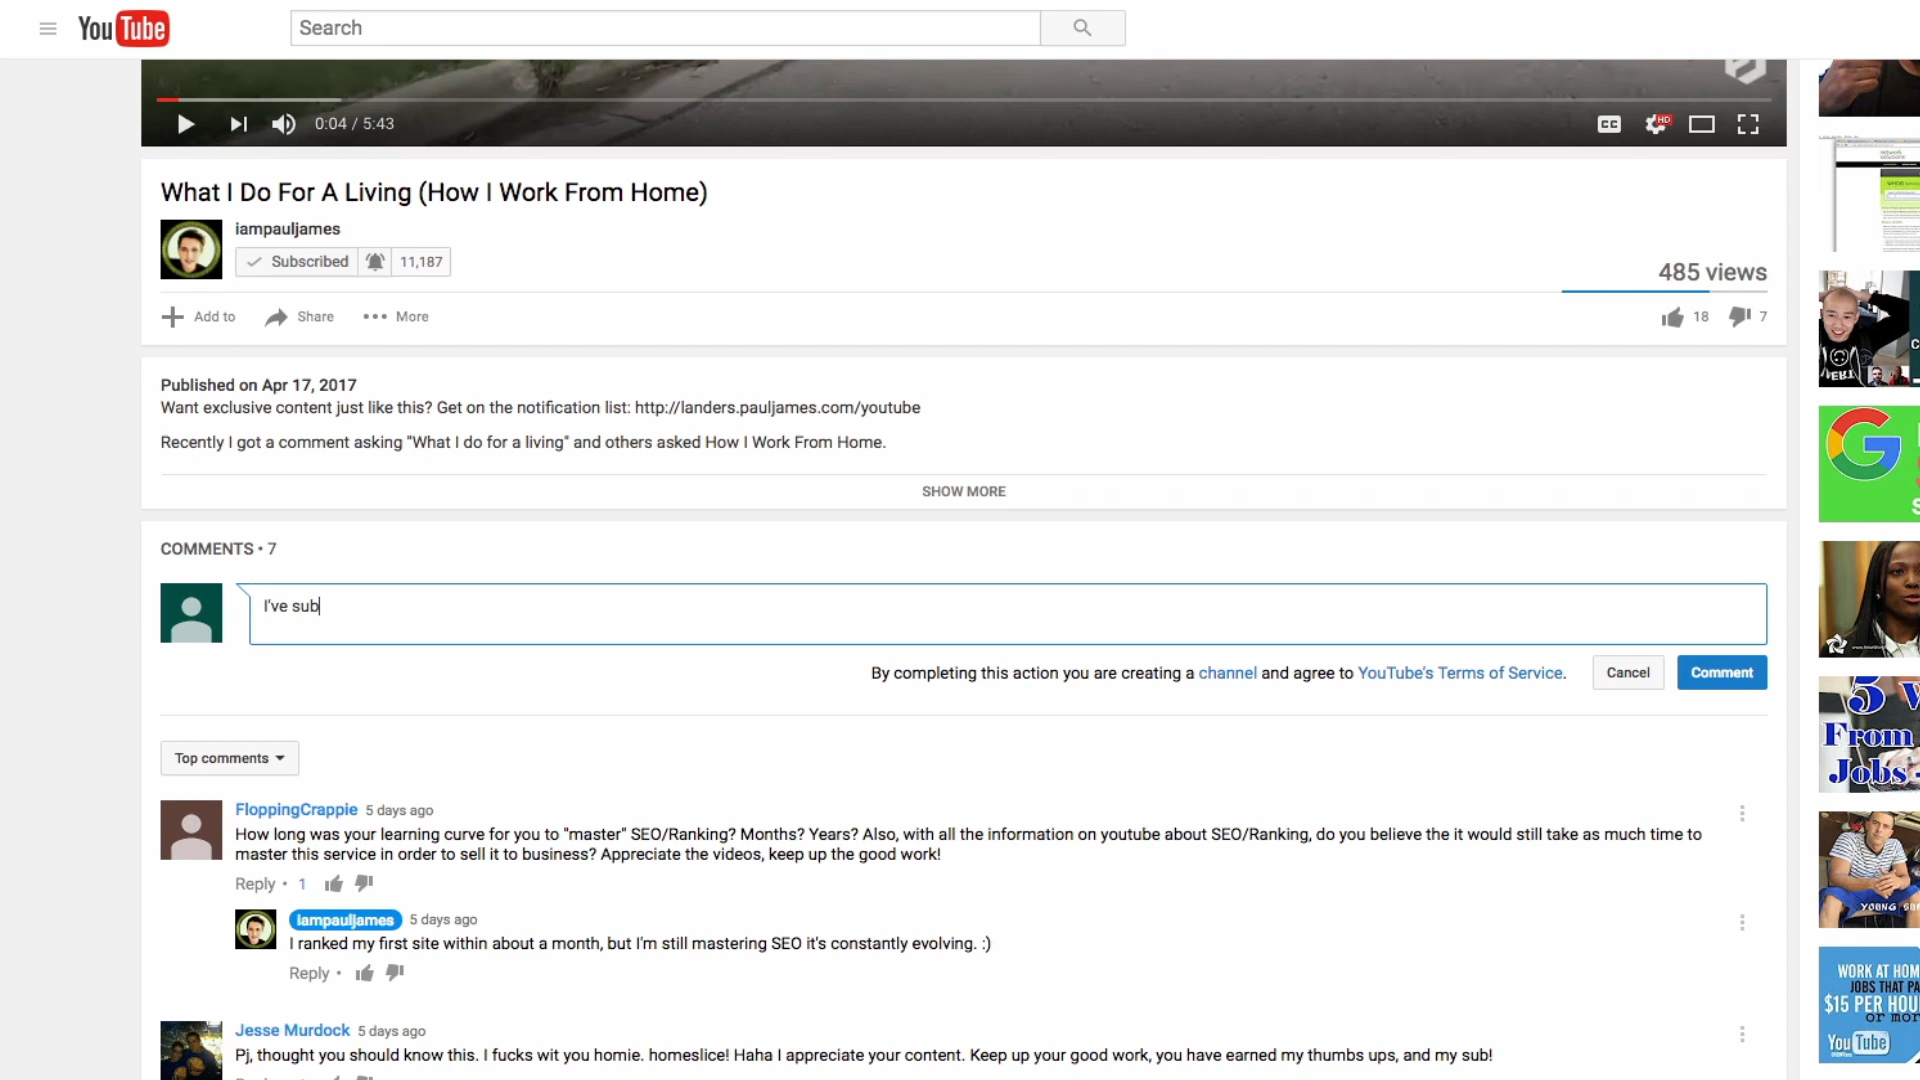 YouTube
Search
0:04 / 5:43
CC
HD
What I Do For A Living (How I Work From Home)
iampauljames
Subscribed
11,187
485 views
Add to
Share
More
18
7
Published on Apr 17, 2017
Want exclusive content just like this? Get on the notification list: http://landers.pauljames.com/youtube
Recently I got a comment asking "What I do for a living" and others asked How I Work From Home.
SHOW MORE
COMMENTS • 7
I've sub
By completing this action you are creating a channel and agree to YouTube's Terms of Service.
Cancel
Comment
Top comments
FloppingCrappie 5 days ago
How long was your learning curve for you to "master" SEO/Ranking? Months? Years? Also, with all the information on youtube about SEO/Ranking, do you believe the it would still take as much time to
master this service in order to sell it to business? Appreciate the videos, keep up the good work!
Reply • 1
iampauljames 5 days ago
I ranked my first site within about a month, but I'm still mastering SEO it's constantly evolving. :)
Reply •
Jesse Murdock 5 days ago
Pj, thought you should know this. I fucks wit you homie. homeslice! Haha I appreciate your content. Keep up your good work, you have earned my thumbs ups, and my sub!
5
From
Jobs
YOUNG
WORK AT HOM
JOBS THAT PA
$15 PER HOU
or mor
YouTube